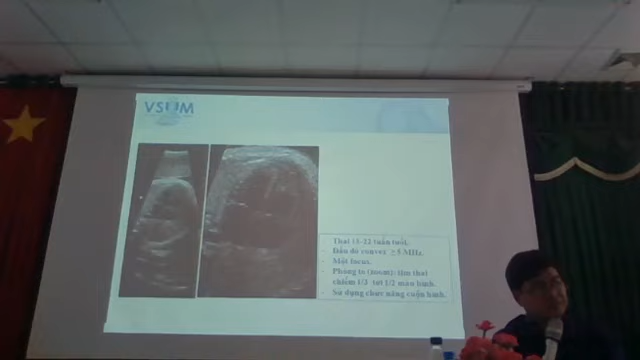 VSUM
- Thai 18-22 tuần tuổi.
- Đầu dò convex ≥ 5 MHz.
- Một focus.
- Phóng to (zoom): tim thai
chiếm 1/3 tới 1/2 màn hình.
- Sử dụng chức năng cuộn hình.